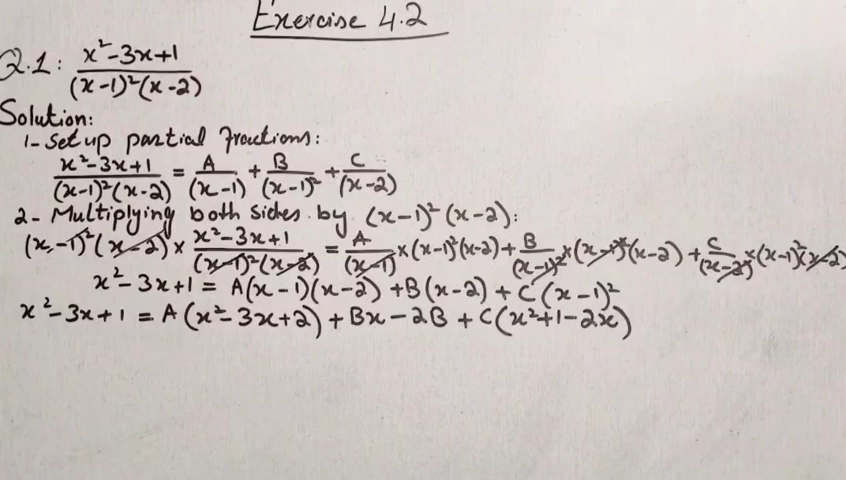 Exercise 4.2
Q.1: x²-3x+1 / (x-1)²(x-2)
Solution:
1- Set up partial fractions:
x²-3x+1 / (x-1)²(x-2) = A/(x-1) + B/(x-1)² + C/(x-2)
2- Multiplying both sides by (x-1)²(x-2):
(x-1)²(x-2) × x²-3x+1 / (x-1)²(x-2) = A/(x-1) × (x-1)²(x-2) + B/(x-1)² × (x-1)²(x-2) + C/(x-2) × (x-1)²(x-2)
x²-3x+1 = A(x-1)(x-2) + B(x-2) + C(x-1)²
x²-3x+1 = A(x²-3x+2) + Bx-2B + C(x²+1-2x)